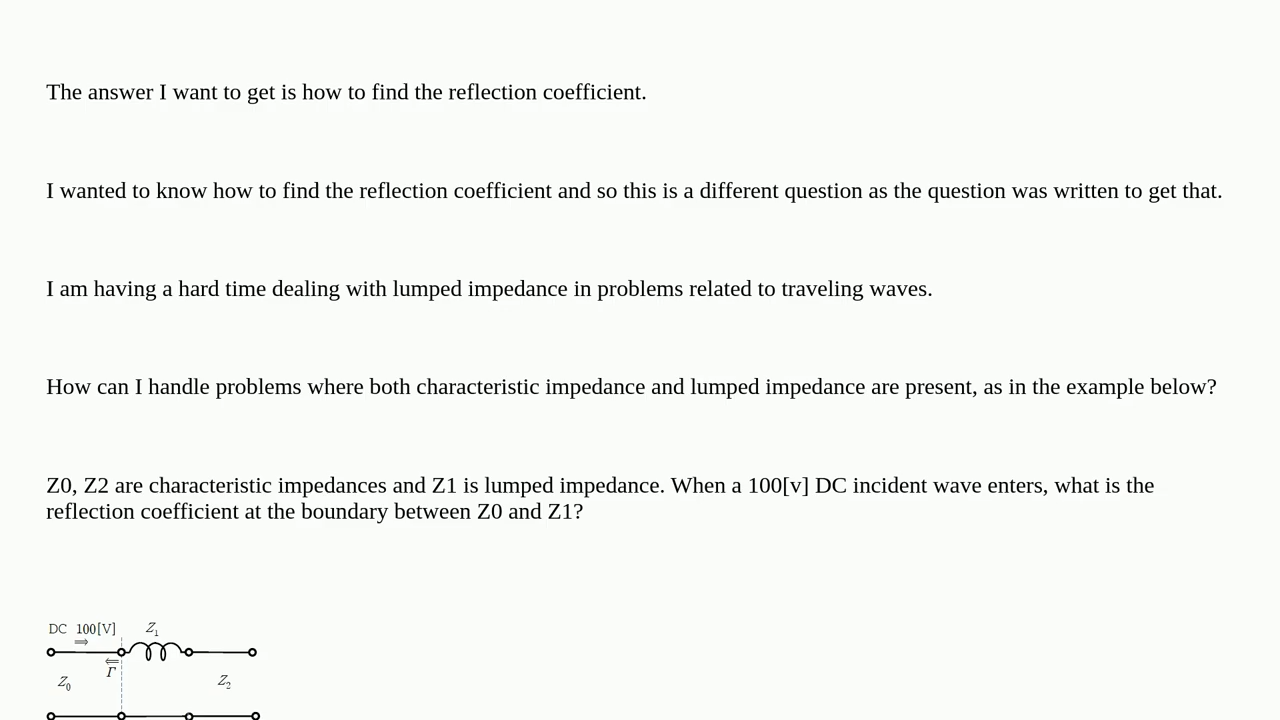 The answer I want to get is how to find the reflection coefficient.
I wanted to know how to find the reflection coefficient and so this is a different question as the question was written to get that.
I am having a hard time dealing with lumped impedance in problems related to traveling waves.
How can I handle problems where both characteristic impedance and lumped impedance are present, as in the example below?
Z0, Z2 are characteristic impedances and Z1 is lumped impedance. When a 100[v] DC incident wave enters, what is the
reflection coefficient at the boundary between Z0 and Z1?
DC 100[V] Z1
Γ
Z0 Z2